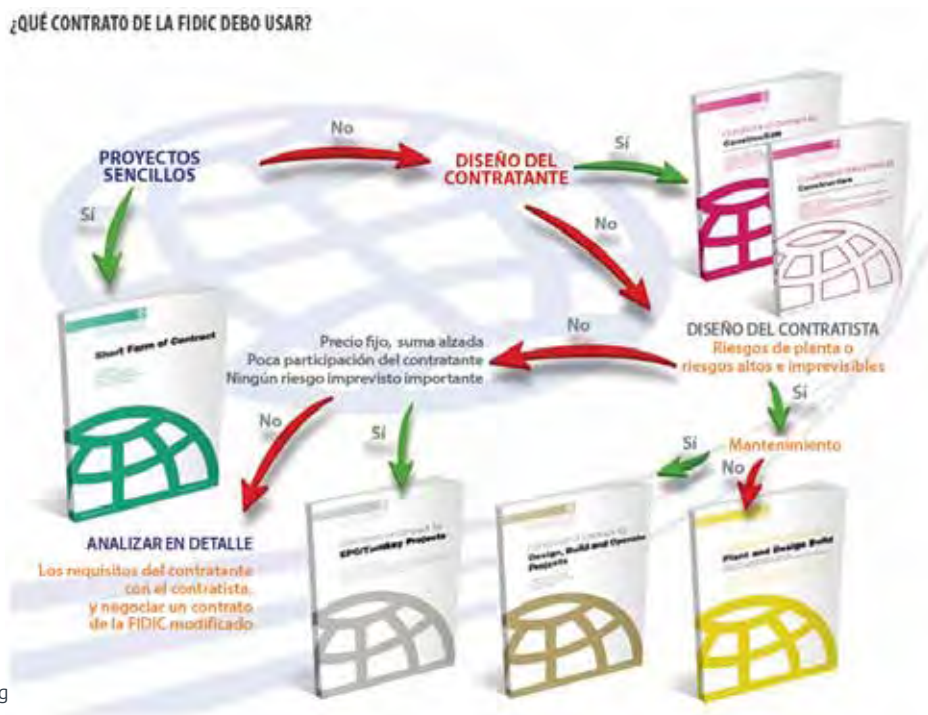 ¿QUÉ CONTRATO DE LA FIDIC DEBO USAR?
No
Sí
PROYECTOS
SENCILLOS
DISEÑO DEL
CONTRATANTE
Construction
Construction
Sí
No
Short Form of Contract
Precio fijo, suma alzada
Poca participación del contratante
Ningún riesgo imprevisto importante
No
DISEÑO DEL CONTRATISTA
Riesgos de planta o
riesgos altos e imprevisibles
No
Sí
Sí
Mantenimiento
Sí
No
ANALIZAR EN DETALLE
Los requisitos del contratante
con el contratista,
y negociar un contrato
de la FIDIC modificado
EPC/Turnkey Projects
Design, Build and Operate
Projects
Plant and Design Build
g